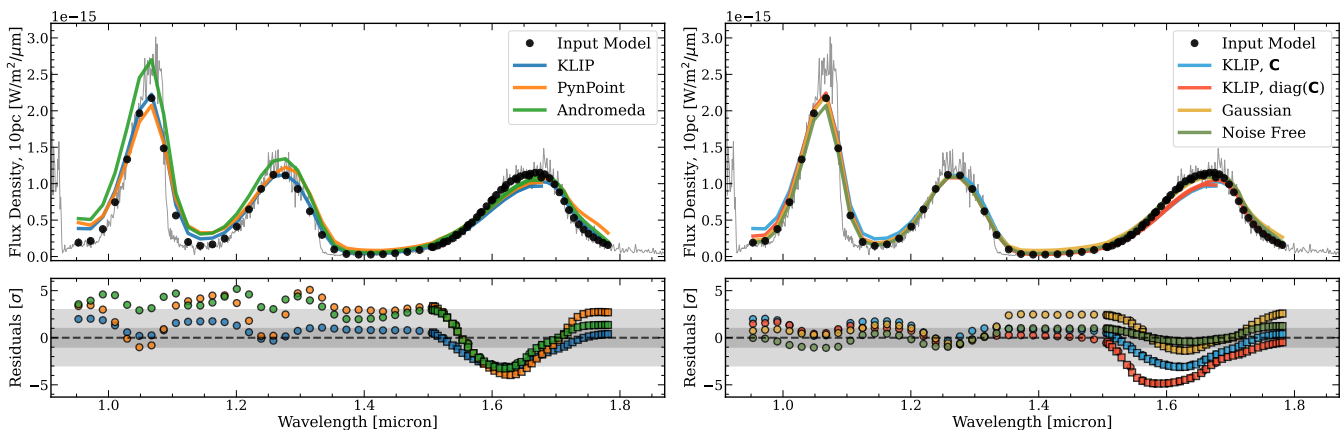 1e−15
3.0
2.5
2.0
1.5
1.0
0.5
0.0
Flux Density, 10pc [W/m²/μm]
Input Model
KLIP
PynPoint
Andromeda
5
0
−5
Residuals [σ]
1.0 1.2 1.4 1.6 1.8
Wavelength [micron]
1e−15
3.0
2.5
2.0
1.5
1.0
0.5
0.0
Flux Density, 10pc [W/m²/μm]
Input Model
KLIP, C
KLIP, diag(C)
Gaussian
Noise Free
5
0
−5
Residuals [σ]
1.0 1.2 1.4 1.6 1.8
Wavelength [micron]